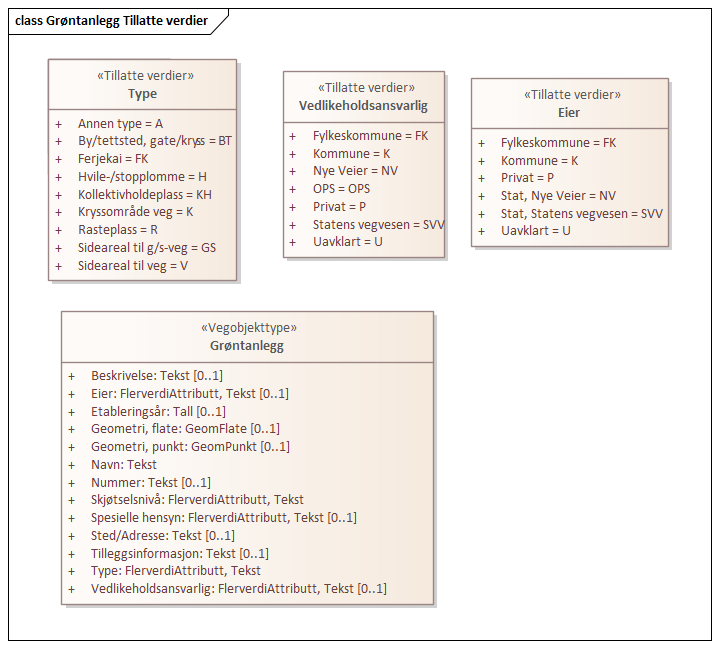 class Grøntanlegg Tillatte verdier
«Tillatte verdier»
Type
+ Annen type = A
+ By/tettsted, gate/kryss = BT
+ Ferjekai = FK
+ Hvile-/stopplomme = H
+ Kollektivholdeplass = KH
+ Kryssområde veg = K
+ Rasteplass = R
+ Sideareal til g/s-veg = GS
+ Sideareal til veg = V
«Tillatte verdier»
Vedlikeholdsansvarlig
+ Fylkeskommune = FK
+ Kommune = K
+ Nye Veier = NV
+ OPS = OPS
+ Privat = P
+ Statens vegvesen = SVV
+ Uavklart = U
«Tillatte verdier»
Eier
+ Fylkeskommune = FK
+ Kommune = K
+ Privat = P
+ Stat, Nye Veier = NV
+ Stat, Statens vegvesen = SVV
+ Uavklart = U
«Vegobjekttype»
Grøntanlegg
+ Beskrivelse: Tekst [0..1]
+ Eier: FlerverdiAttributt, Tekst [0..1]
+ Etableringsår: Tall [0..1]
+ Geometri, flate: GeomFlate [0..1]
+ Geometri, punkt: GeomPunkt [0..1]
+ Navn: Tekst
+ Nummer: Tekst [0..1]
+ Skjøtselsnivå: FlerverdiAttributt, Tekst
+ Spesielle hensyn: FlerverdiAttributt, Tekst [0..1]
+ Sted/Adresse: Tekst [0..1]
+ Tilleggsinformasjon: Tekst [0..1]
+ Type: FlerverdiAttributt, Tekst
+ Vedlikeholdsansvarlig: FlerverdiAttributt, Tekst [0..1]